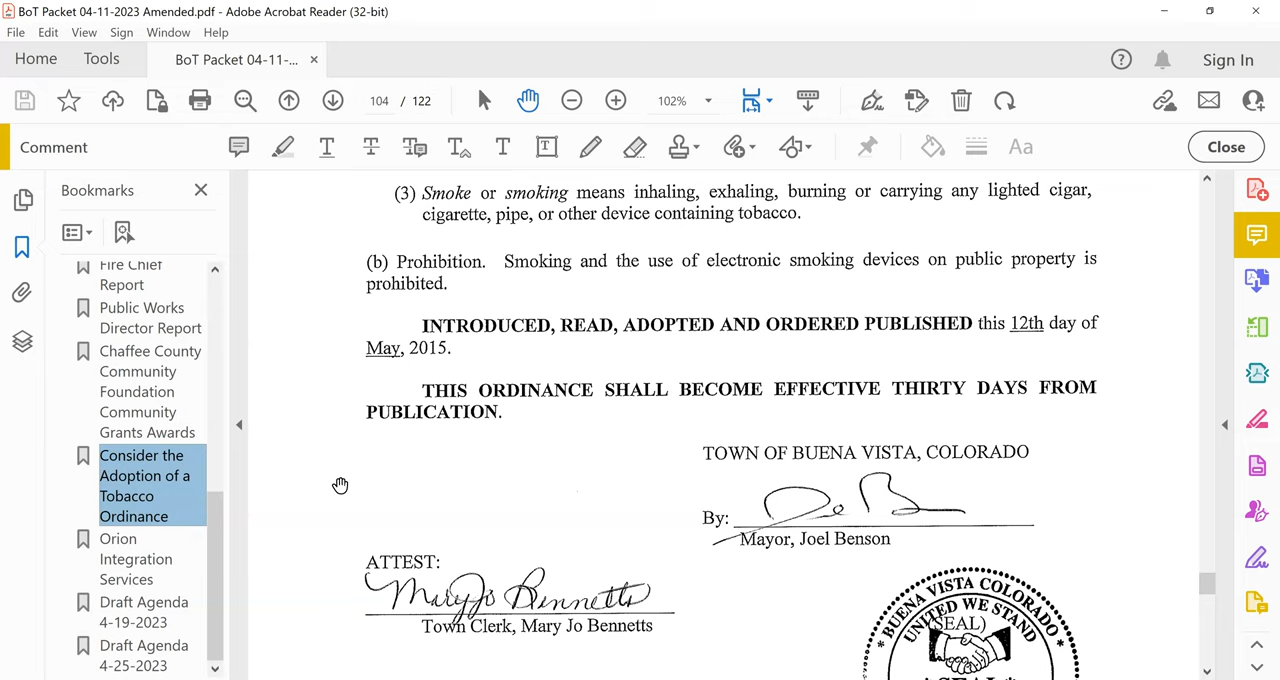 BoT Packet 04-11-2023 Amended.pdf - Adobe Acrobat Reader (32-bit)
File Edit View Sign Window Help
Home Tools BoT Packet 04-11-... Sign In
104 / 122 102%
Comment Close
Bookmarks
Fire Chief
Report
Public Works
Director Report
Chaffee County
Community
Foundation
Community
Grants Awards
Consider the
Adoption of a
Tobacco
Ordinance
Orion
Integration
Services
Draft Agenda
4-19-2023
Draft Agenda
4-25-2023
(3) Smoke or smoking means inhaling, exhaling, burning or carrying any lighted cigar,
cigarette, pipe, or other device containing tobacco.
(b) Prohibition. Smoking and the use of electronic smoking devices on public property is
prohibited.
INTRODUCED, READ, ADOPTED AND ORDERED PUBLISHED this 12th day of
May, 2015.
THIS ORDINANCE SHALL BECOME EFFECTIVE THIRTY DAYS FROM
PUBLICATION.
TOWN OF BUENA VISTA, COLORADO
By:
Mayor, Joel Benson
ATTEST:
Mary Jo Bennetts
Town Clerk, Mary Jo Bennetts
* BUENA VISTA COLORADO *
UNITED WE STAND
(SEAL)
* SEAL *